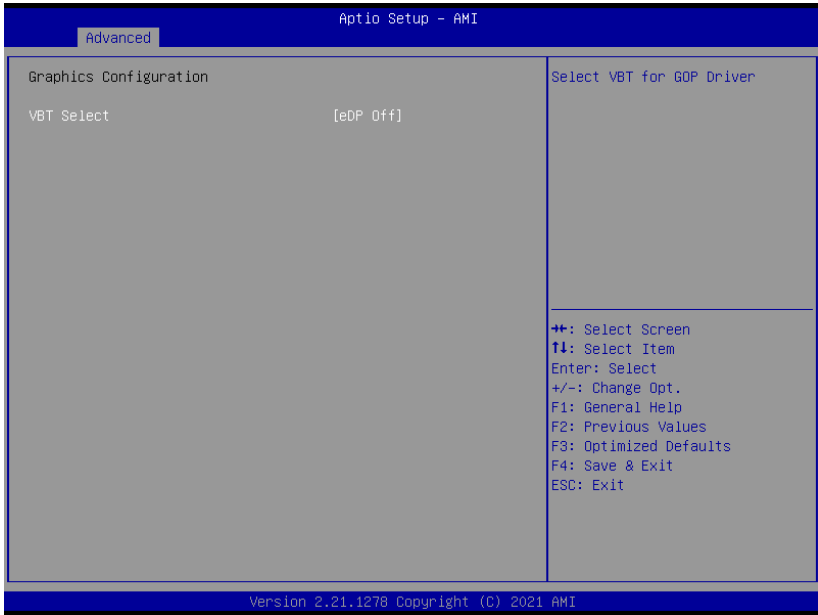 Aptio Setup – AMI
Advanced
Graphics Configuration
VBT Select [eDP Off]
Select VBT for GOP Driver
→←: Select Screen
↑↓: Select Item
Enter: Select
+/-: Change Opt.
F1: General Help
F2: Previous Values
F3: Optimized Defaults
F4: Save & Exit
ESC: Exit
Version 2.21.1278 Copyright (C) 2021 AMI